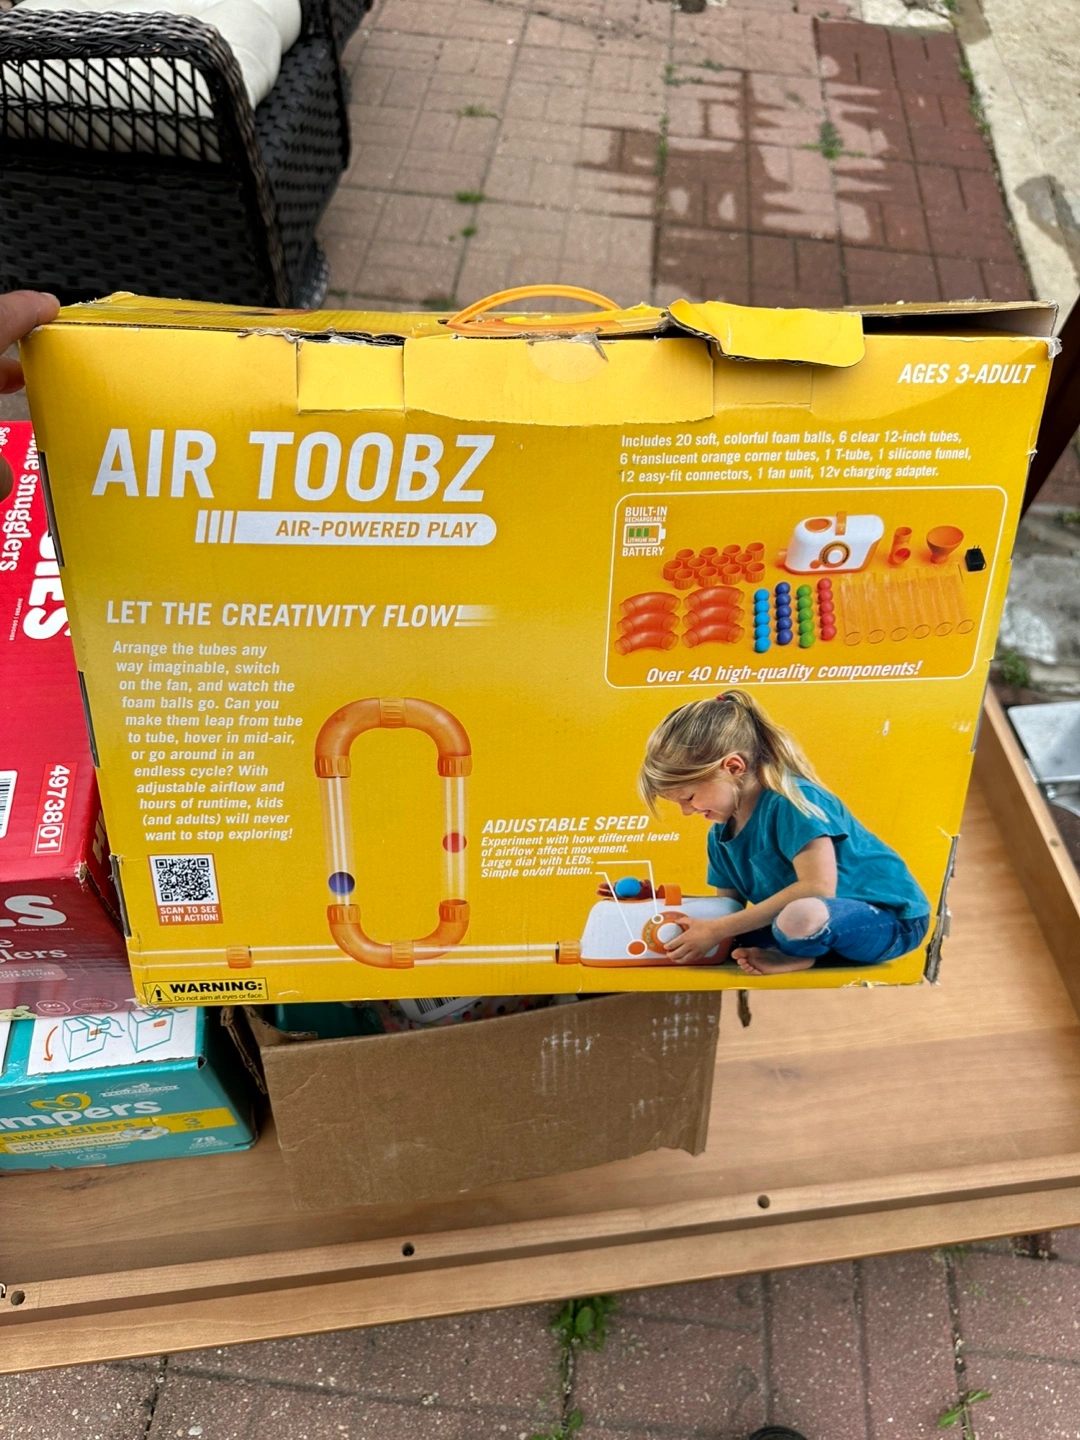 AGES 3-ADULT
AIR TOOBZ
AIR-POWERED PLAY
Includes 20 soft, colorful foam balls, 6 clear 12-inch tubes,
6 translucent orange corner tubes, 1 T-tube, 1 silicone funnel,
12 easy-fit connectors, 1 fan unit, 12v charging adapter.
BUILT-IN
RECHARGEABLE
LITHIUM ION
BATTERY
Over 40 high-quality components!
LET THE CREATIVITY FLOW!
Arrange the tubes any
way imaginable, switch
on the fan, and watch the
foam balls go. Can you
make them leap from tube
to tube, hover in mid-air,
or go around in an
endless cycle? With
adjustable airflow and
hours of runtime, kids
(and adults) will never
want to stop exploring!
SCAN TO SEE
IT IN ACTION!
ADJUSTABLE SPEED
Experiment with how different levels
of airflow affect movement.
Large dial with LEDs.
Simple on/off button.
WARNING:
Do not aim at eyes or face.
Snugglers
49738 01
mpers
swaddlers
3
78